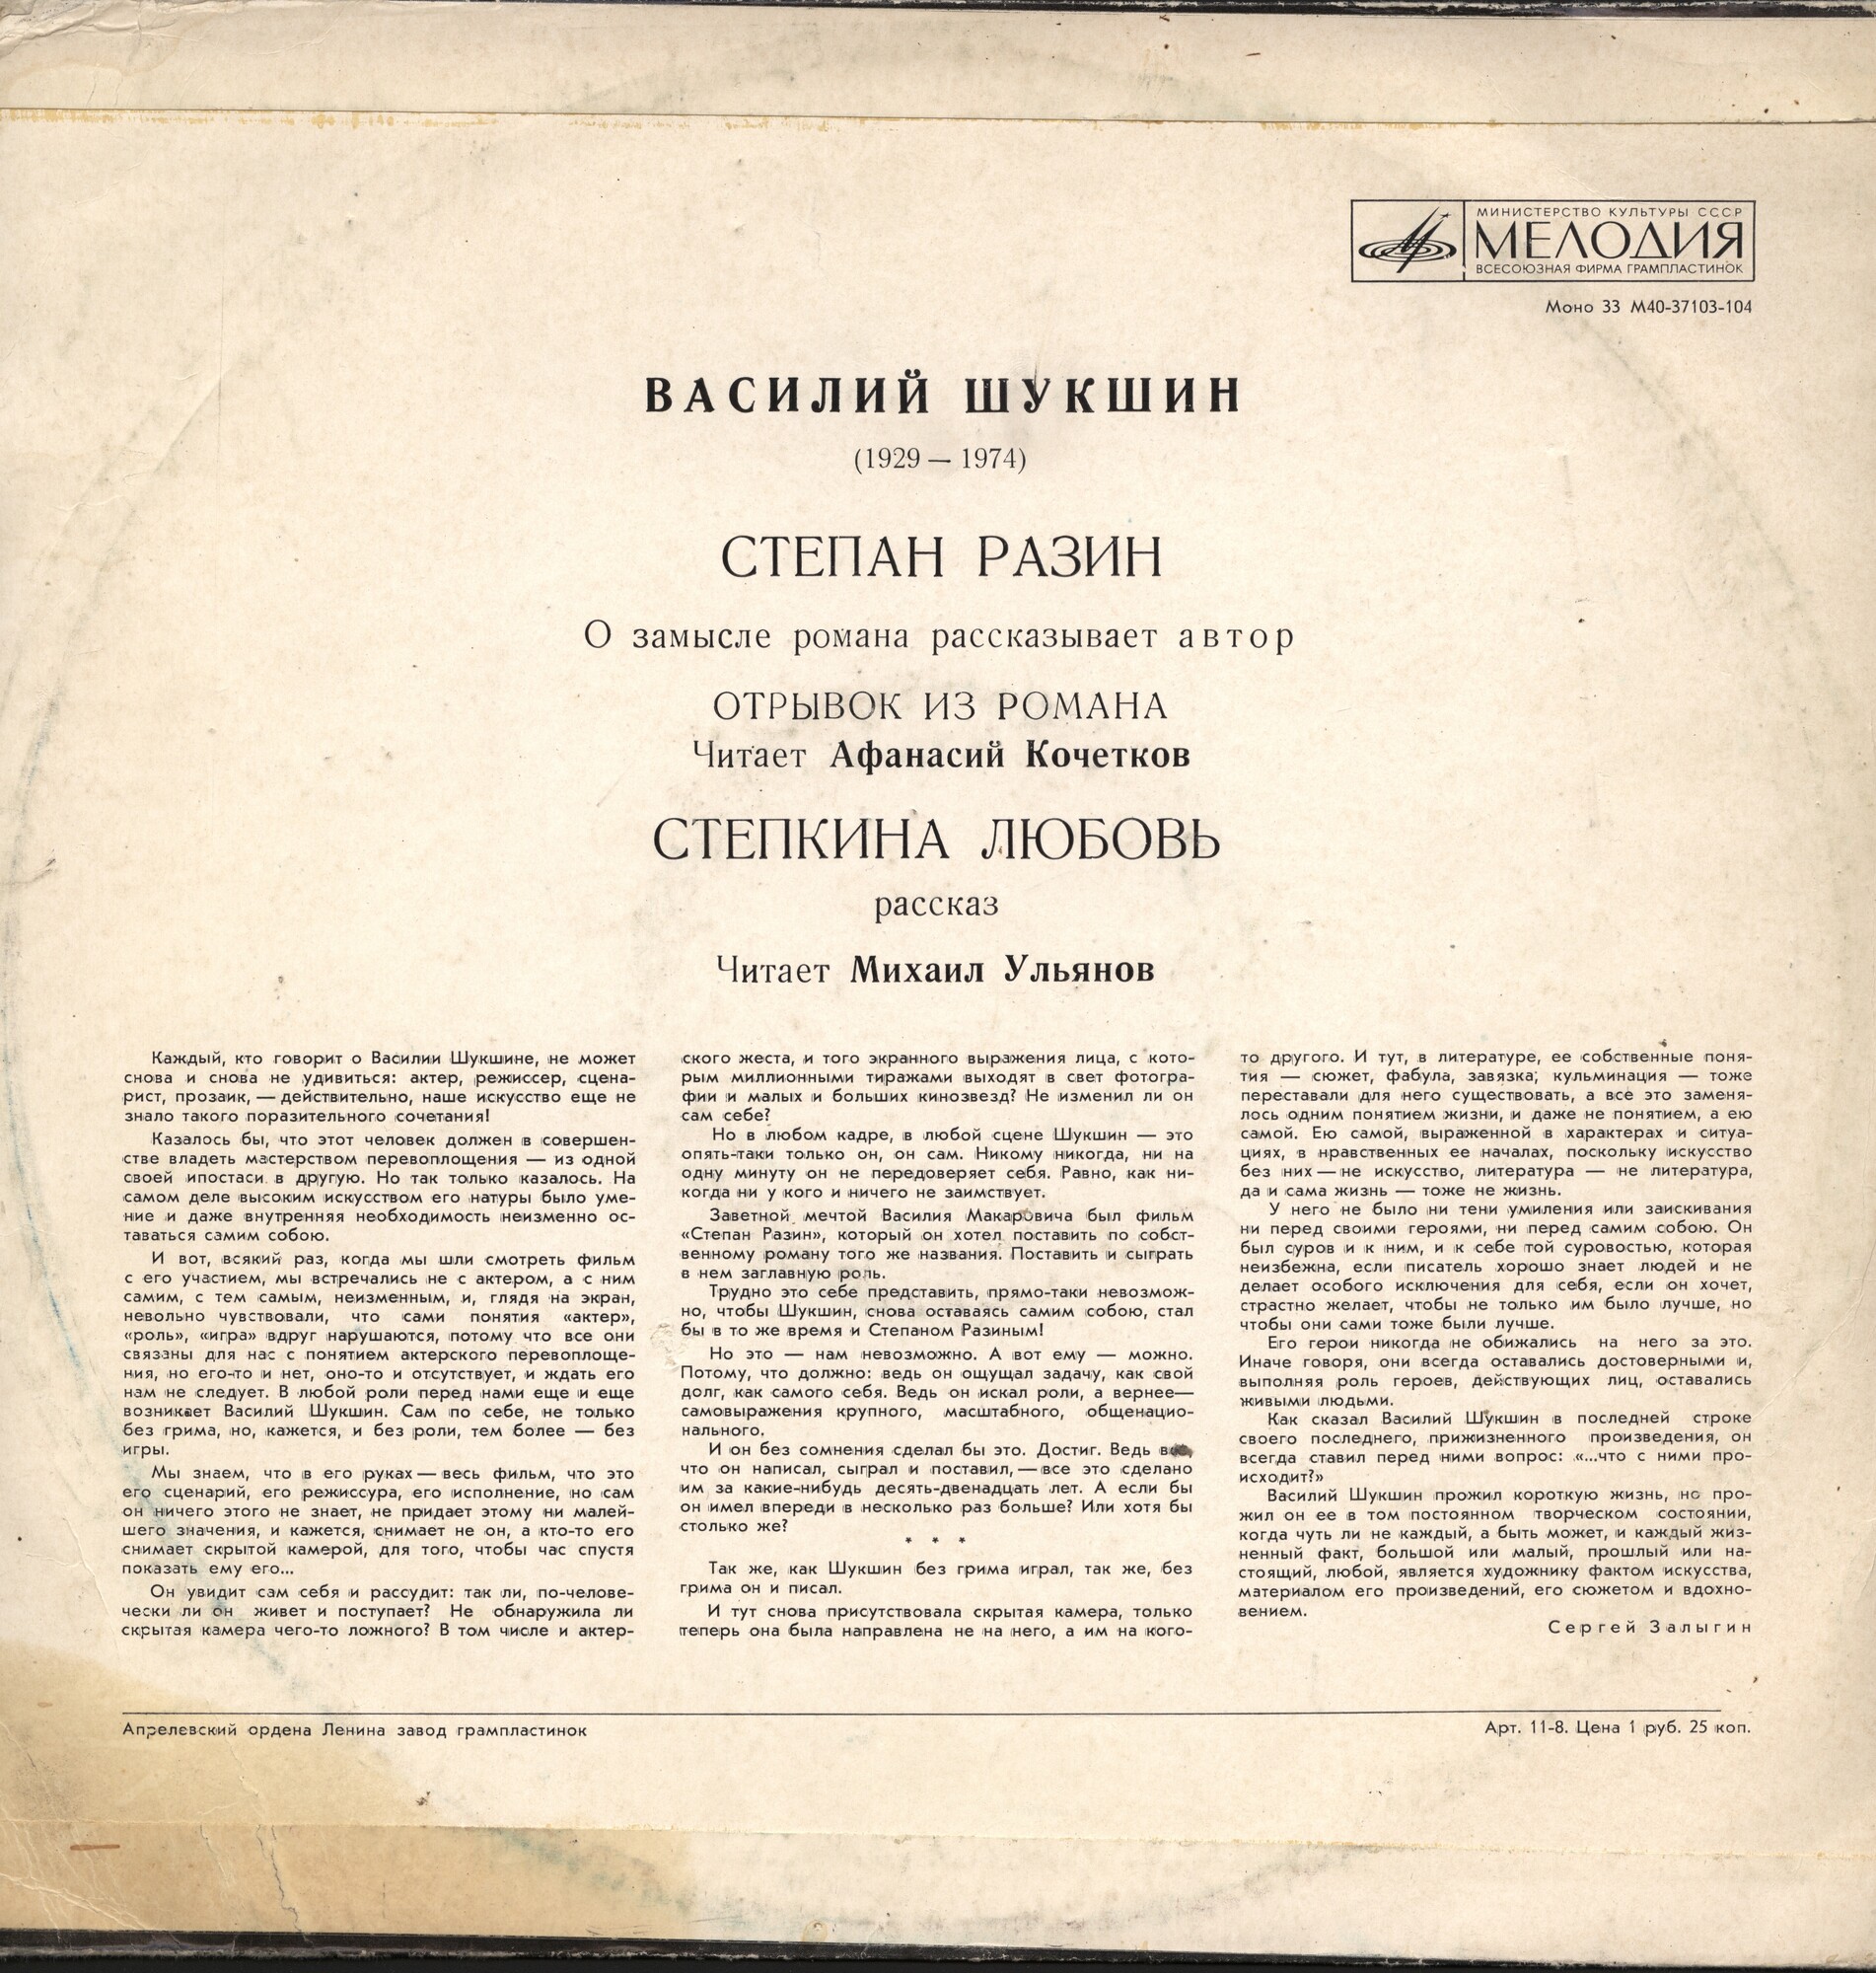 МИНИСТЕРСТВО КУЛЬТУРЫ СССР
МЕЛОДИЯ
ВСЕСОЮЗНАЯ ФИРМА ГРАМПЛАСТИНОК
Моно 33 М40-37103-104
ВАСИЛИЙ ШУКШИН
(1929 — 1974)
СТЕПАН РАЗИН
О замысле романа рассказывает автор
ОТРЫВОК ИЗ РОМАНА
Читает Афанасий Кочетков
СТЕПКИНА ЛЮБОВЬ
рассказ
Читает Михаил Ульянов
Каждый, кто говорит о Василии Шукшине, не может
снова и снова не удивиться: актер, режиссер, сцена-
рист, прозаик, — действительно, наше искусство еще не
знало такого поразительного сочетания!
Казалось бы, что этот человек должен в совершен-
стве владеть мастерством перевоплощения — из одной
своей ипостаси в другую. Но так только казалось. На
самом деле высоким искусством его натуры было уме-
ние и даже внутренняя необходимость неизменно ос-
таваться самим собою.
И вот, всякий раз, когда мы шли смотреть фильм
с его участием, мы встречались не с актером, а с ним
самим, с тем самым, неизменным, и, глядя на экран,
невольно чувствовали, что сами понятия «актер»,
«роль», «игра» вдруг нарушаются, потому что все они
связаны для нас с понятием актерского перевоплоще-
ния, но его-то и нет, оно-то и отсутствует, и ждать его
нам не следует. В любой роли перед нами еще и еще
возникает Василий Шукшин. Сам по себе, не только
без грима, но, кажется, и без роли, тем более — без
игры.
Мы знаем, что в его руках — весь фильм, что это
его сценарий, его режиссура, его исполнение, но сам
он ничего этого не знает, не придает этому ни малей-
шего значения, и кажется, снимает не он, а кто-то его
снимает скрытой камерой, для того, чтобы час спустя
показать ему его...
Он увидит сам себя и рассудит: так ли, по-челове-
чески ли он живет и поступает? Не обнаружила ли
скрытая камера чего-то ложного? В том числе и актер-
ского жеста, и того экранного выражения лица, с кото-
рым миллионными тиражами выходят в свет фотогра-
фии и малых и больших кинозвезд? Не изменил ли он
сам себе?
Но в любом кадре, в любой сцене Шукшин — это
опять-таки только он, он сам. Никому никогда, ни на
одну минуту он не передоверяет себя. Равно, как ни-
когда ни у кого и ничего не заимствует.
Заветной мечтой Василия Макаровича был фильм
«Степан Разин», который он хотел поставить по собст-
венному роману того же названия. Поставить и сыграть
в нем заглавную роль.
Трудно это себе представить, прямо-таки невозмож-
но, чтобы Шукшин, снова оставаясь самим собою, стал
бы в то же время и Степаном Разиным!
Но это — нам невозможно. А вот ему — можно.
Потому, что должно: ведь он ощущал задачу, как свой
долг, как самого себя. Ведь он искал роли, а вернее—
самовыражения крупного, масштабного, общенацио-
нального.
И он без сомнения сделал бы это. Достиг. Ведь
что он написал, сыграл и поставил, — все это сделано
им за какие-нибудь десять-двенадцать лет. А если бы
он имел впереди в несколько раз больше? Или хотя бы
столько же?
* * *
Так же, как Шукшин без грима играл, так же, без
грима он и писал.
И тут снова присутствовала скрытая камера, только
теперь она была направлена не на него, а им на кого-
то другого. И тут, в литературе, ее собственные поня-
тия — сюжет, фабула, завязка; кульминация — тоже
переставали для него существовать, а все это заменя-
лось одним понятием жизни, и даже не понятием, а ею
самой. Ею самой, выраженной в характерах и ситуа-
циях, в нравственных ее началах, поскольку искусство
без них — не искусство, литература — не литература,
да и сама жизнь — тоже не жизнь.
У него не было ни тени умиления или заискивания
ни перед своими героями, ни перед самим собою. Он
был суров и к ним, и к себе той суровостью, которая
неизбежна, если писатель хорошо знает людей и не
делает особого исключения для себя, если он хочет,
страстно желает, чтобы не только им было лучше, но
чтобы они сами тоже были лучше.
Его герои никогда не обижались на него за это.
Иначе говоря, они всегда оставались достоверными и,
выполняя роль героев, действующих лиц, оставались
живыми людьми.
Как сказал Василий Шукшин в последней строке
своего последнего, прижизненного произведения, он
всегда ставил перед ними вопрос: «...что с ними про-
исходит?»
Василий Шукшин прожил короткую жизнь, но про-
жил он ее в том постоянном творческом состоянии,
когда чуть ли не каждый, а быть может, и каждый жиз-
ненный факт, большой или малый, прошлый или на-
стоящий, любой, является художнику фактом искусства,
материалом его произведений, его сюжетом и вдохно-
вением.
Сергей Залыгин
Апрелевский ордена Ленина завод грампластинок
Арт. 11-8. Цена 1 руб. 25 коп.